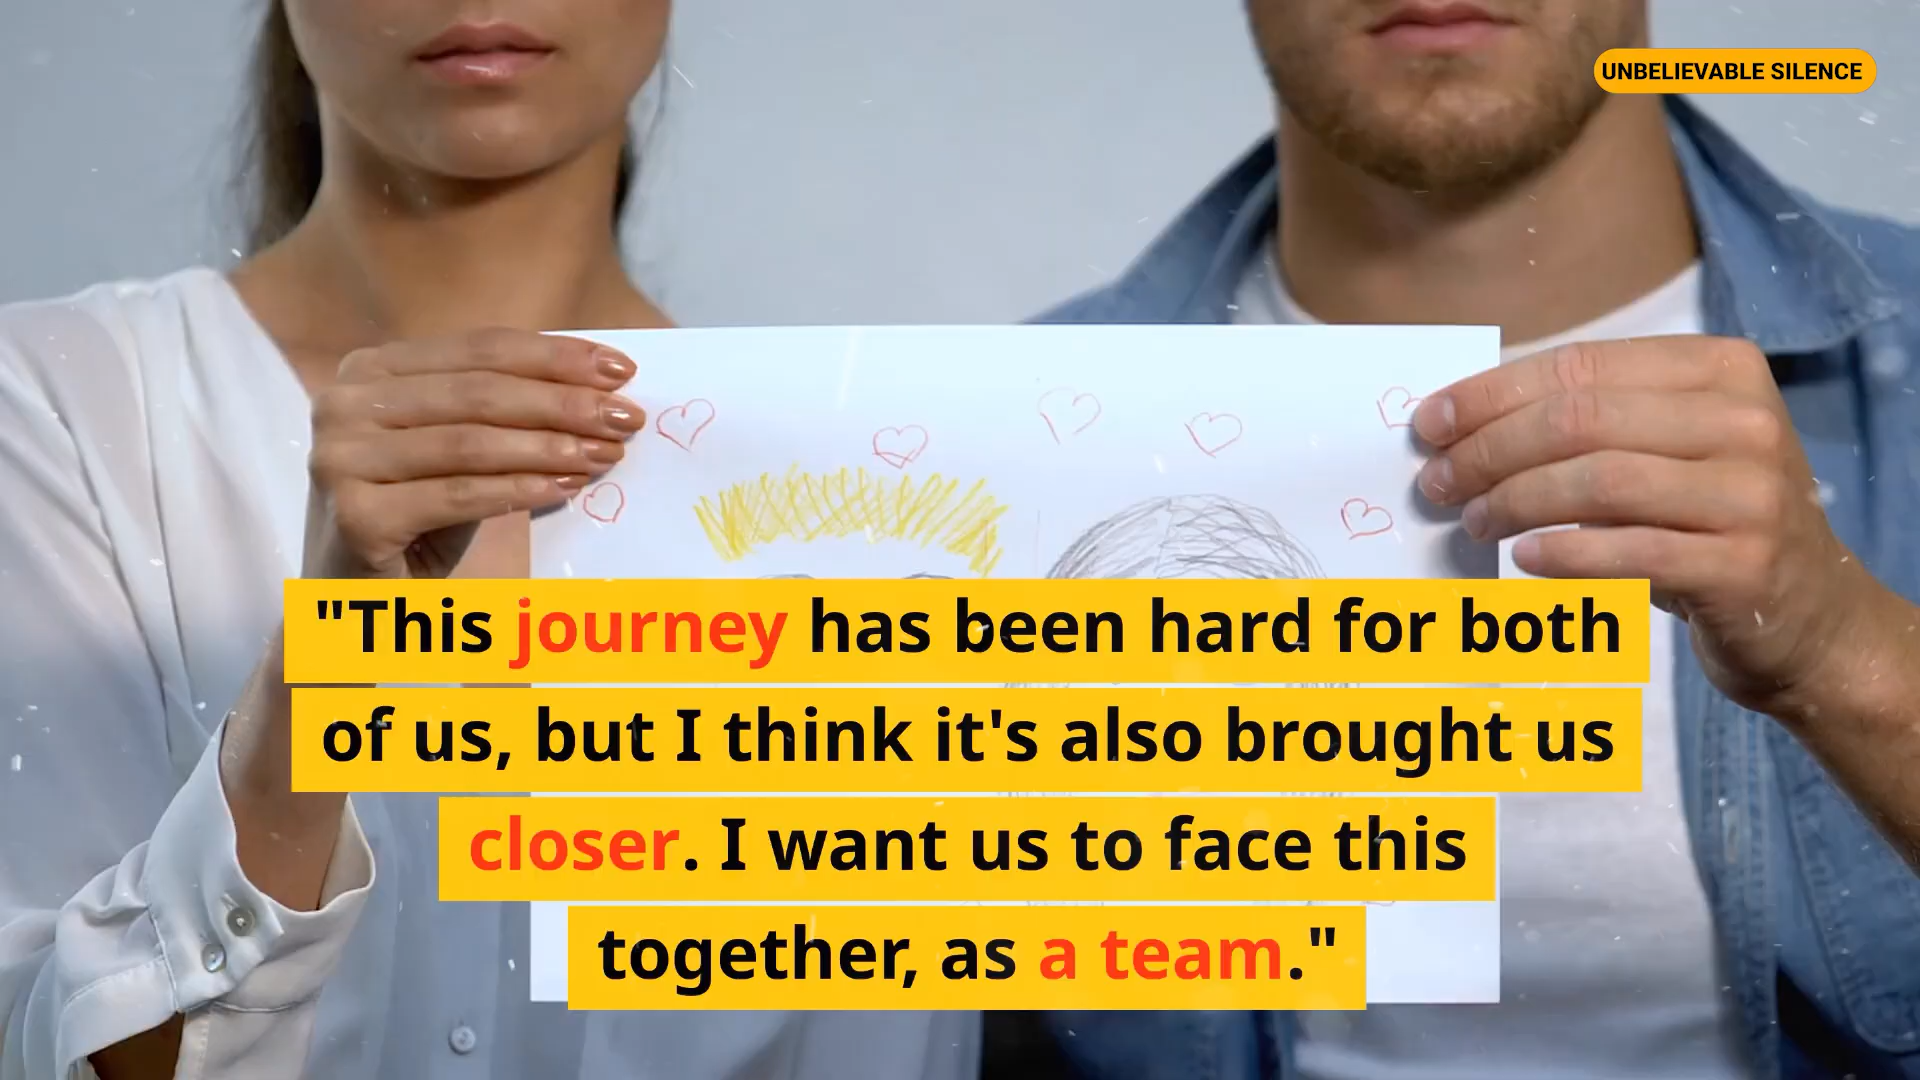 UNBELIEVABLE SILENCE
"This journey has been hard for both
of us, but I think it's also brought us
closer. I want us to face this
together, as a team."